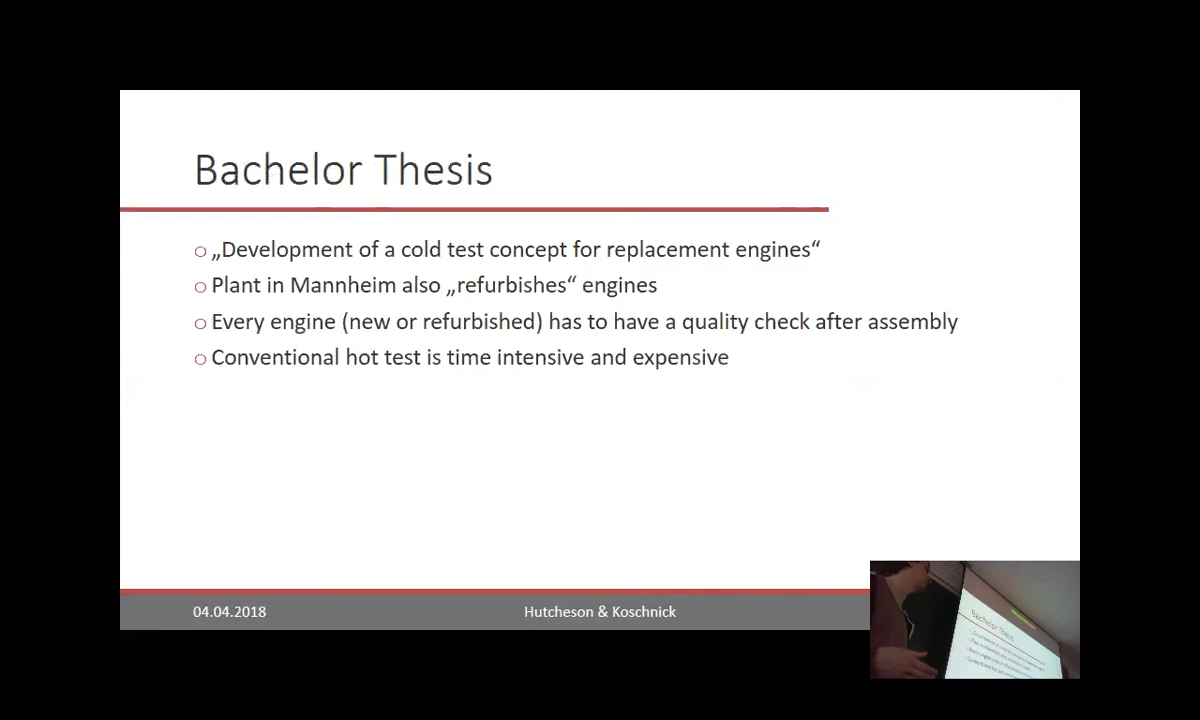 Bachelor Thesis
„Development of a cold test concept for replacement engines“
Plant in Mannheim also „refurbishes“ engines
Every engine (new or refurbished) has to have a quality check after assembly
Conventional hot test is time intensive and expensive
04.04.2018
Hutcheson & Koschnick
Bachelor Thesis